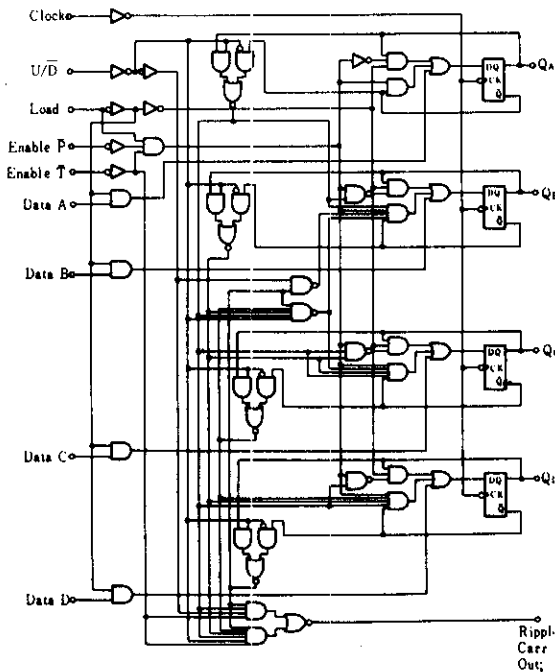 Clock
U/D̅
Load
Enable P̅
Enable T̅
Data A
Data B
Data C
Data D
DQ
CK
Q̅
QA
DQ
CK
Q̅
DQ
CK
Q̅
DQ
CK
Q̅
Rippl
Carr
Out